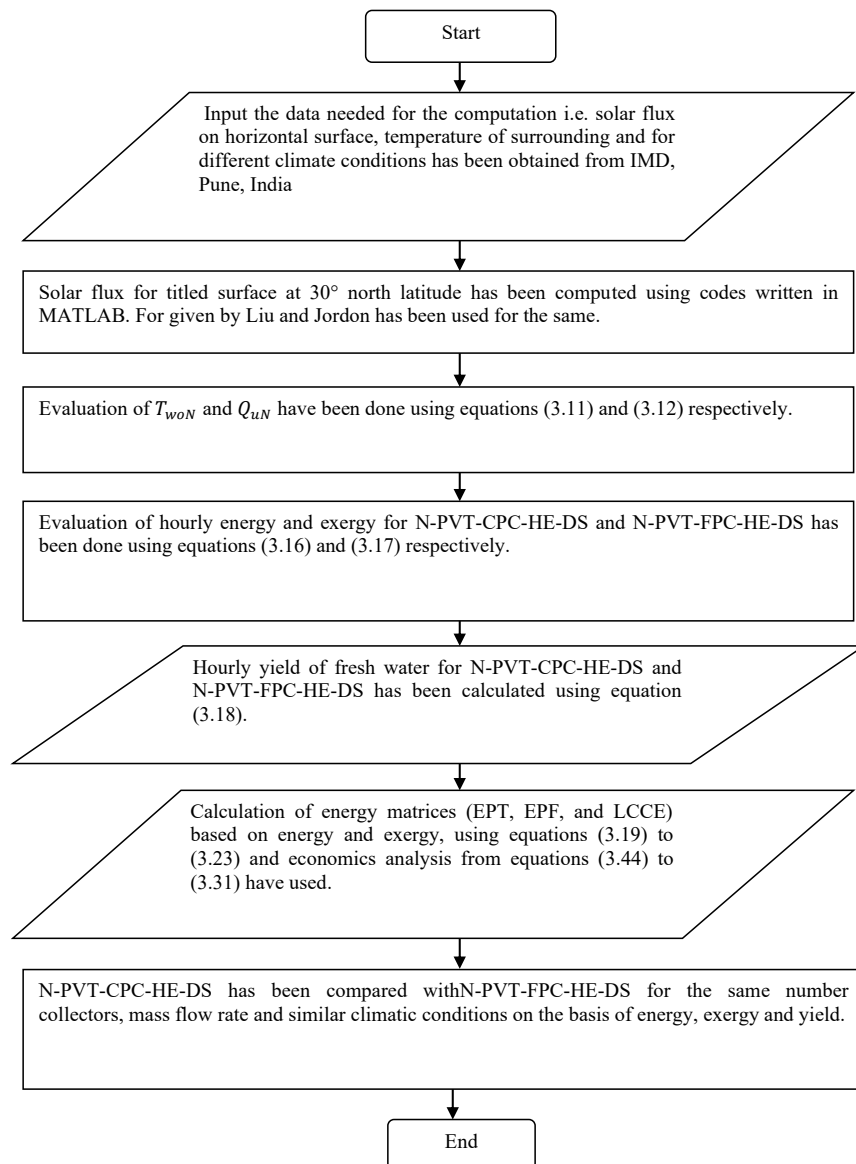 Start
Input the data needed for the computation i.e. solar flux
on horizontal surface, temperature of surrounding and for
different climate conditions has been obtained from IMD,
Pune, India
Solar flux for titled surface at 30° north latitude has been computed using codes written in
MATLAB. For given by Liu and Jordon has been used for the same.
Evaluation of T_{woN} and Q_{uN} have been done using equations (3.11) and (3.12) respectively.
Evaluation of hourly energy and exergy for N-PVT-CPC-HE-DS and N-PVT-FPC-HE-DS has
been done using equations (3.16) and (3.17) respectively.
Hourly yield of fresh water for N-PVT-CPC-HE-DS and
N-PVT-FPC-HE-DS has been calculated using equation
(3.18).
Calculation of energy matrices (EPT, EPF, and LCCE)
based on energy and exergy, using equations (3.19) to
(3.23) and economics analysis from equations (3.44) to
(3.31) have used.
N-PVT-CPC-HE-DS has been compared withN-PVT-FPC-HE-DS for the same number
collectors, mass flow rate and similar climatic conditions on the basis of energy, exergy and yield.
End